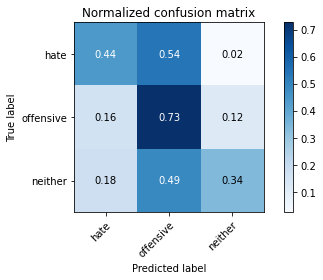 Normalized confusion matrix
True label
hate
0.44 0.54 0.02
offensive
0.16 0.73 0.12
neither
0.18 0.49 0.34
hate
offensive
neither
Predicted label
0.7
0.6
0.5
0.4
0.3
0.2
0.1